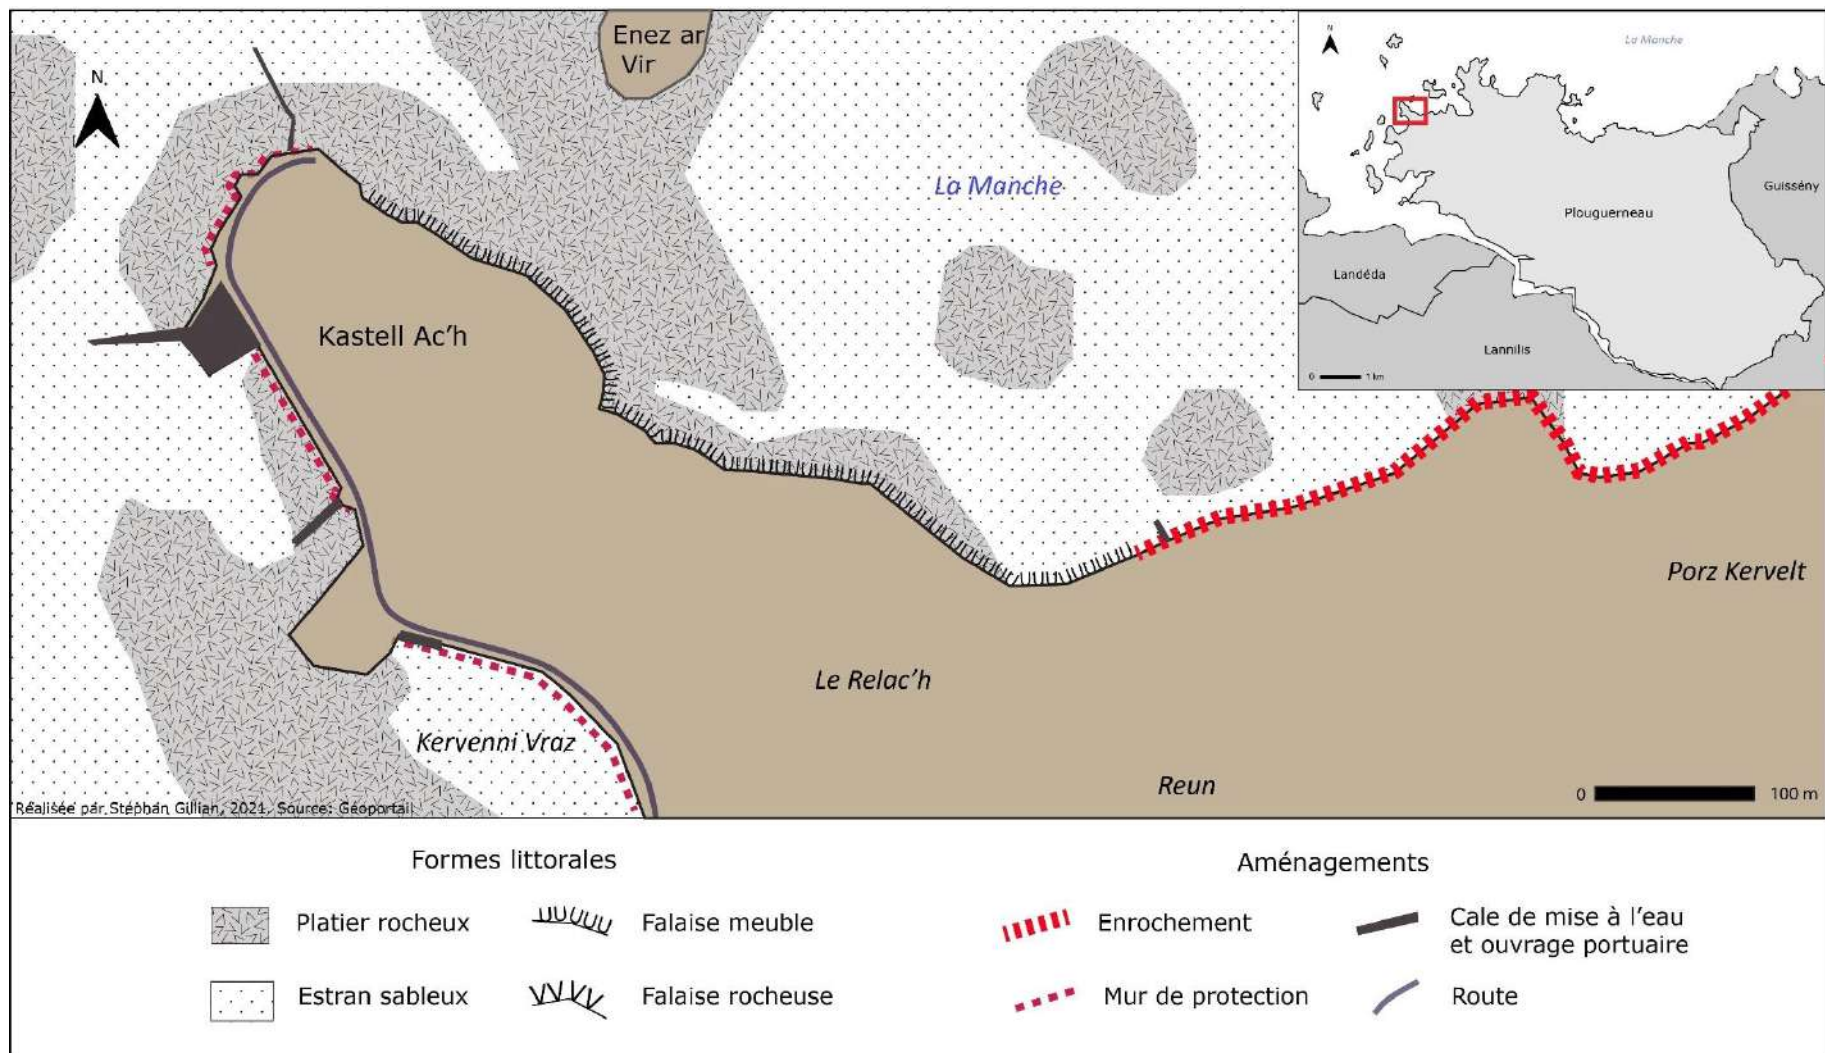 Enez ar
Vir
N
La Manche
Kastell Ac'h
Porz Kervelt
Le Relac'h
Kervenni Vraz
Reun
0 100 m
Réalisée par Stéphan Gillian, 2021. Source: Géoportail
N
La Manche
Guissény
Plouguerneau
Landéda
Lannilis
0 1 km
Formes littorales
Platier rocheux
Falaise meuble
Estran sableux
Falaise rocheuse
Aménagements
Enrochement
Cale de mise à l'eau
et ouvrage portuaire
Mur de protection
Route